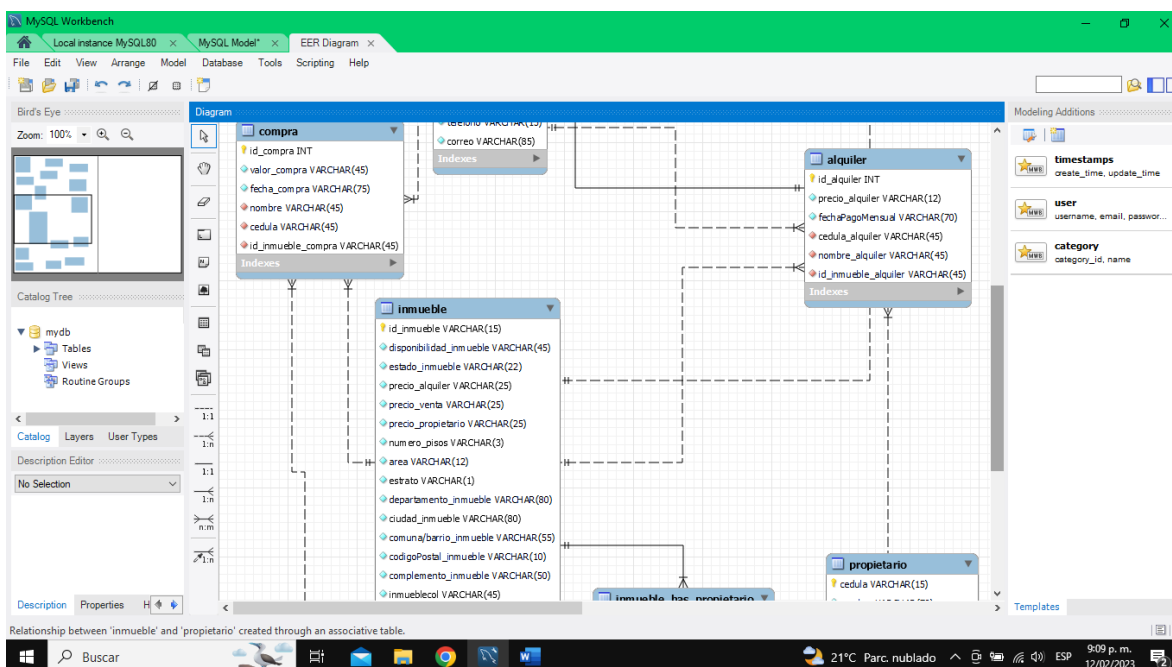 MySQL Workbench
Local instance MySQL80 × MySQL Model* × EER Diagram ×
File Edit View Arrange Model Database Tools Scripting Help
Bird's Eye
Zoom: 100%
Catalog Tree
mydb
Tables
Views
Routine Groups
Catalog Layers User Types
Description Editor
No Selection
Description Properties H
Diagram
1:1
1:n
1:1
1:n
n:m
1:n
compra
id_compra INT
valor_compra VARCHAR(45)
fecha_compra VARCHAR(75)
nombre VARCHAR(45)
cedula VARCHAR(45)
id_inmueble_compra VARCHAR(45)
Indexes
telefono VARCHAR(15)
correo VARCHAR(85)
Indexes
inmueble
id_inmueble VARCHAR(15)
disponibilidad_inmueble VARCHAR(45)
estado_inmueble VARCHAR(22)
precio_alquiler VARCHAR(25)
precio_venta VARCHAR(25)
precio_propietario VARCHAR(25)
numero_pisos VARCHAR(3)
area VARCHAR(12)
estrato VARCHAR(1)
departamento_inmueble VARCHAR(80)
ciudad_inmueble VARCHAR(80)
comuna/barrio_inmueble VARCHAR(55)
codigoPostal_inmueble VARCHAR(10)
complemento_inmueble VARCHAR(50)
inmueblecol VARCHAR(45)
alquiler
id_alquiler INT
precio_alquiler VARCHAR(12)
fechaPagoMensual VARCHAR(70)
cedula_alquiler VARCHAR(45)
nombre_alquiler VARCHAR(45)
id_inmueble_alquiler VARCHAR(45)
Indexes
inmueble_has_propietario
propietario
cedula VARCHAR(15)
Modeling Additions
timestamps
create_time, update_time
user
username, email, passwor...
category
category_id, name
Templates
Relationship between 'inmueble' and 'propietario' created through an associative table.
Buscar
21°C Parc. nublado
ESP
9:09 p. m.
12/02/2023